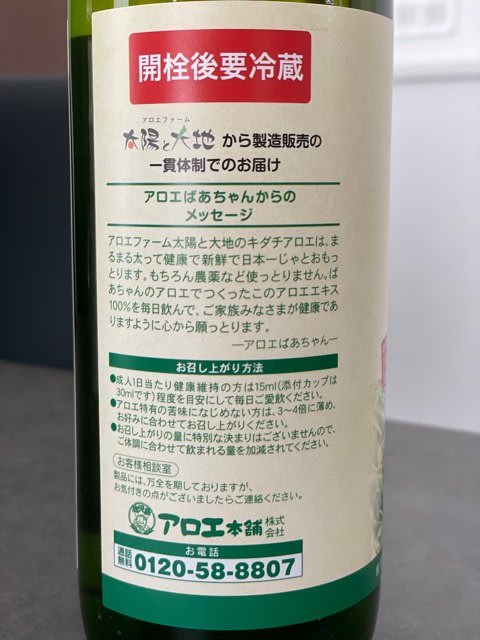 開栓後要冷蔵
アロエファーム
太陽と大地 から製造販売の
一貫体制でのお届け
アロエばあちゃんからの
メッセージ
アロエファーム太陽と大地のキダチアロエは、ま
るまる太って健康で新鮮で日本一じゃとおもっ
とります。もちろん農薬など使っとりません。ば
あちゃんのアロエでつくったこのアロエエキス
100%を毎日飲んで、ご家族みなさまが健康であ
りますように心から願っとります。
―アロエばあちゃん―
お召し上がり方法
●成人1日当たり健康維持の方は15ml(添付カップは
30mlです)程度を目安にして毎日ご愛飲ください。
●アロエ特有の苦味になじめない方は、3〜4倍に薄め、
お好みに合わせてお召し上がりください。
●お召し上がりの量に特別な決まりはございませんので、
ご体調に合わせて飲まれる量を加減されてください。
お客様相談室
製品には、万全を期しておりますが、
お気付きの点がございましたらご連絡ください。
アロエ本舗 株式会社
お電話
通話無料 0120-58-8807